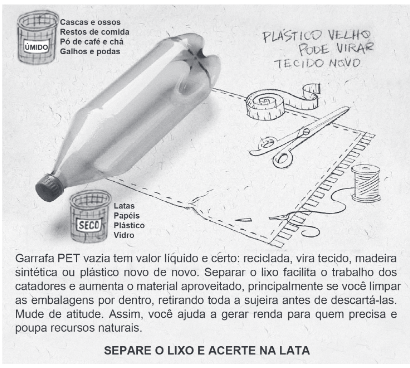 Cascas e ossos
Restos de comida
Pó de café e chá
Galhos e podas
ÚMIDO
PLÁSTICO VELHO
PODE VIRAR
TECIDO NOVO
SECO
Latas
Papéis
Plástico
Vidro
Garrafa PET vazia tem valor líquido e certo: reciclada, vira tecido, madeira
sintética ou plástico novo de novo. Separar o lixo facilita o trabalho dos
catadores e aumenta o material aproveitado, principalmente se você limpar
as embalagens por dentro, retirando toda a sujeira antes de descartá-las.
Mude de atitude. Assim, você ajuda a gerar renda para quem precisa e
poupa recursos naturais.
SEPARE O LIXO E ACERTE NA LATA